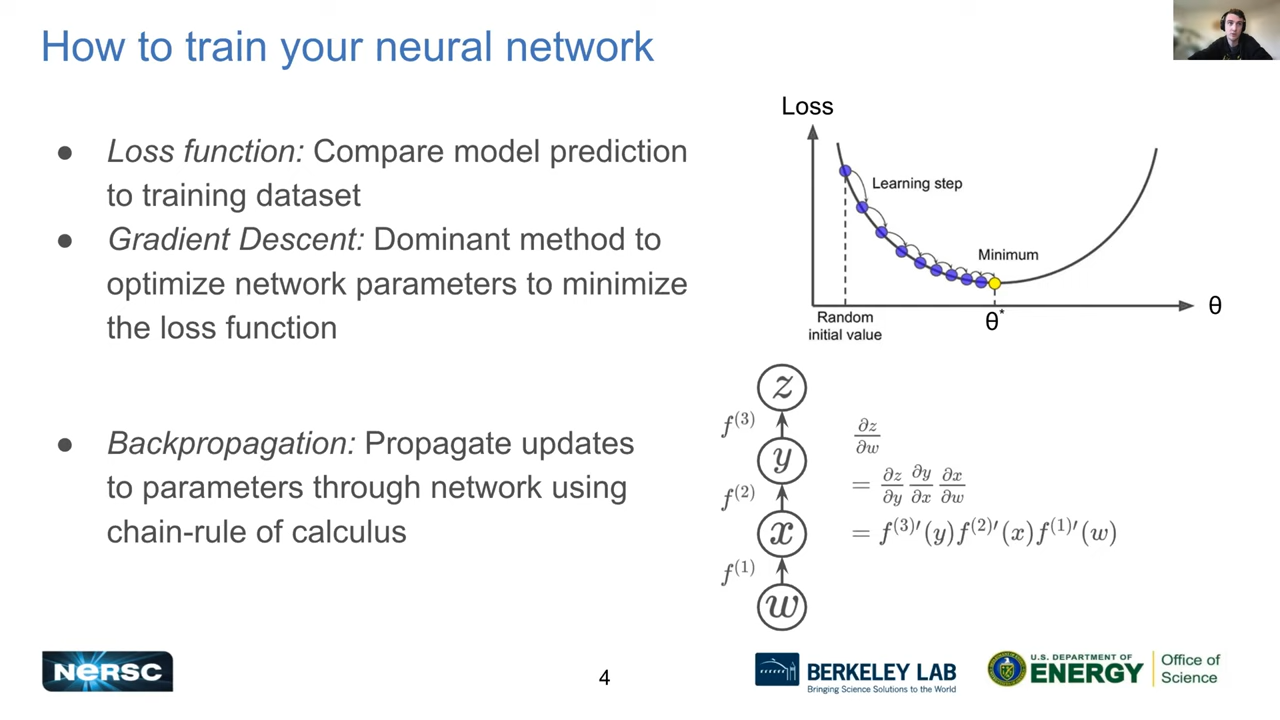 How to train your neural network
● Loss function: Compare model prediction
to training dataset
● Gradient Descent: Dominant method to
optimize network parameters to minimize
the loss function
● Backpropagation: Propagate updates
to parameters through network using
chain-rule of calculus
Loss
Learning step
Minimum
θ
Random
initial value
θ*
z
f⁽³⁾
y
f⁽²⁾
x
f⁽¹⁾
w
∂z/∂w
= ∂z/∂y ∂y/∂x ∂x/∂w
= f⁽³⁾′(y)f⁽²⁾′(x)f⁽¹⁾′(w)
NERSC
4
BERKELEY LAB
Bringing Science Solutions to the World
U.S. DEPARTMENT OF
ENERGY
Office of
Science